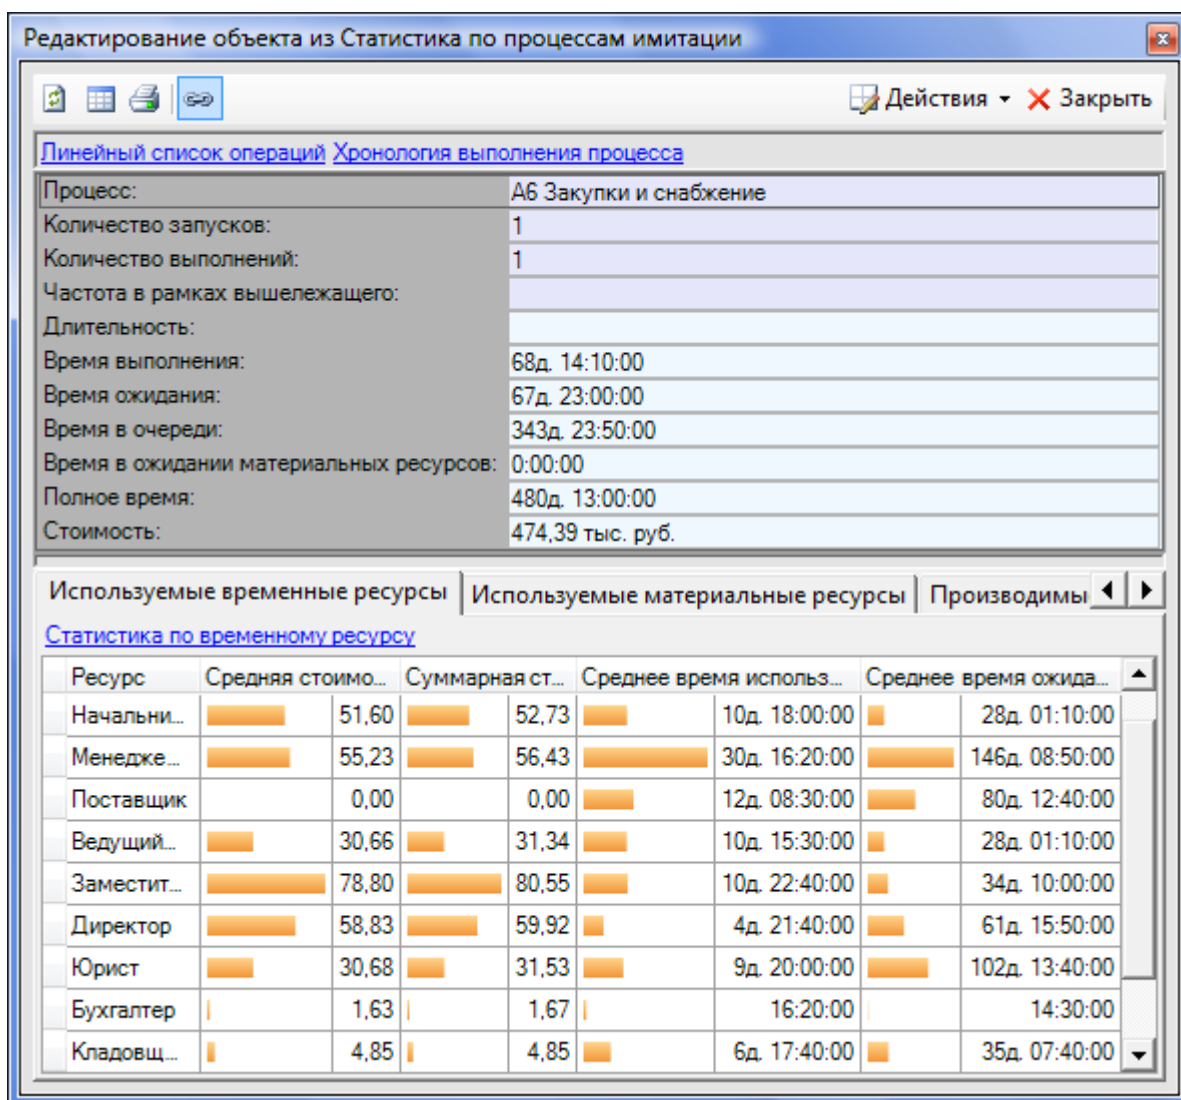 Редактирование объекта из Статистика по процессам имитации
Действия Закрыть
Линейный список операций Хронология выполнения процесса
Процесс: А6 Закупки и снабжение
Количество запусков: 1
Количество выполнений: 1
Частота в рамках вышележащего:
Длительность:
Время выполнения: 68д. 14:10:00
Время ожидания: 67д. 23:00:00
Время в очереди: 343д. 23:50:00
Время в ожидании материальных ресурсов: 0:00:00
Полное время: 480д. 13:00:00
Стоимость: 474,39 тыс. руб.
Используемые временные ресурсы Используемые материальные ресурсы Производимы
Статистика по временному ресурсу
Ресурс Средняя стоимо... Суммарная ст... Среднее время использ... Среднее время ожида...
Начальни... 51,60 52,73 10д. 18:00:00 28д. 01:10:00
Менедже... 55,23 56,43 30д. 16:20:00 146д. 08:50:00
Поставщик 0,00 0,00 12д. 08:30:00 80д. 12:40:00
Ведущий... 30,66 31,34 10д. 15:30:00 28д. 01:10:00
Заместит... 78,80 80,55 10д. 22:40:00 34д. 10:00:00
Директор 58,83 59,92 4д. 21:40:00 61д. 15:50:00
Юрист 30,68 31,53 9д. 20:00:00 102д. 13:40:00
Бухгалтер 1,63 1,67 16:20:00 14:30:00
Кладовщ... 4,85 4,85 6д. 17:40:00 35д. 07:40:00